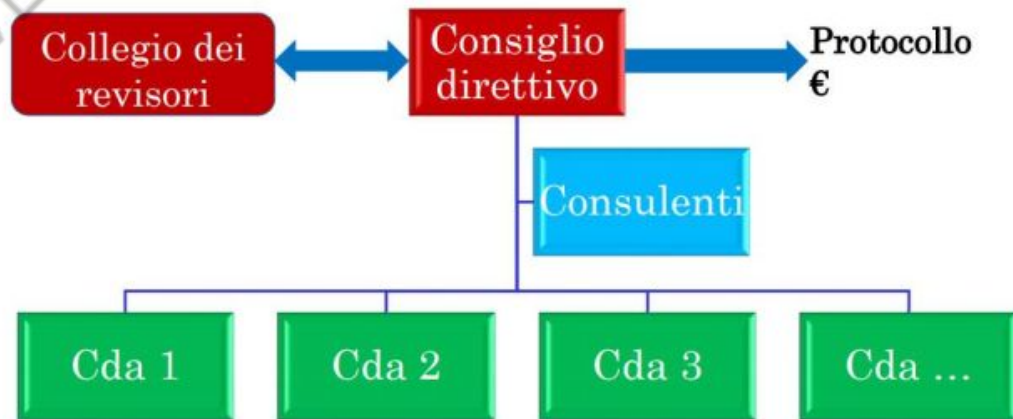 Collegio dei
revisori
Consiglio
direttivo
Protocollo
€
Consulenti
Cda 1
Cda 2
Cda 3
Cda ...